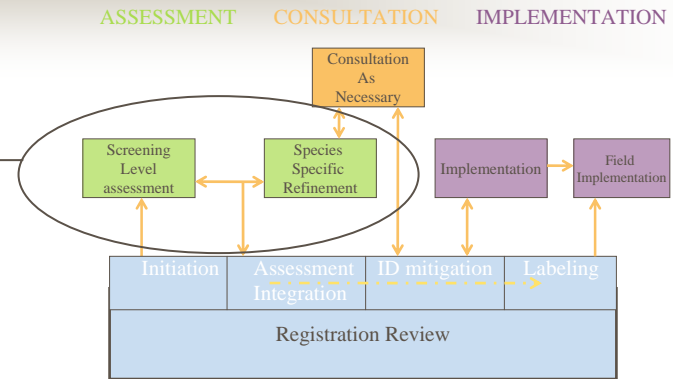 ASSESSMENT CONSULTATION IMPLEMENTATION
Consultation
As
Necessary
Screening
Level
assessment
Species
Specific
Refinement
Implementation
Field
Implementation
Initiation
Assessment
Integration
ID mitigation
Labeling
Registration Review